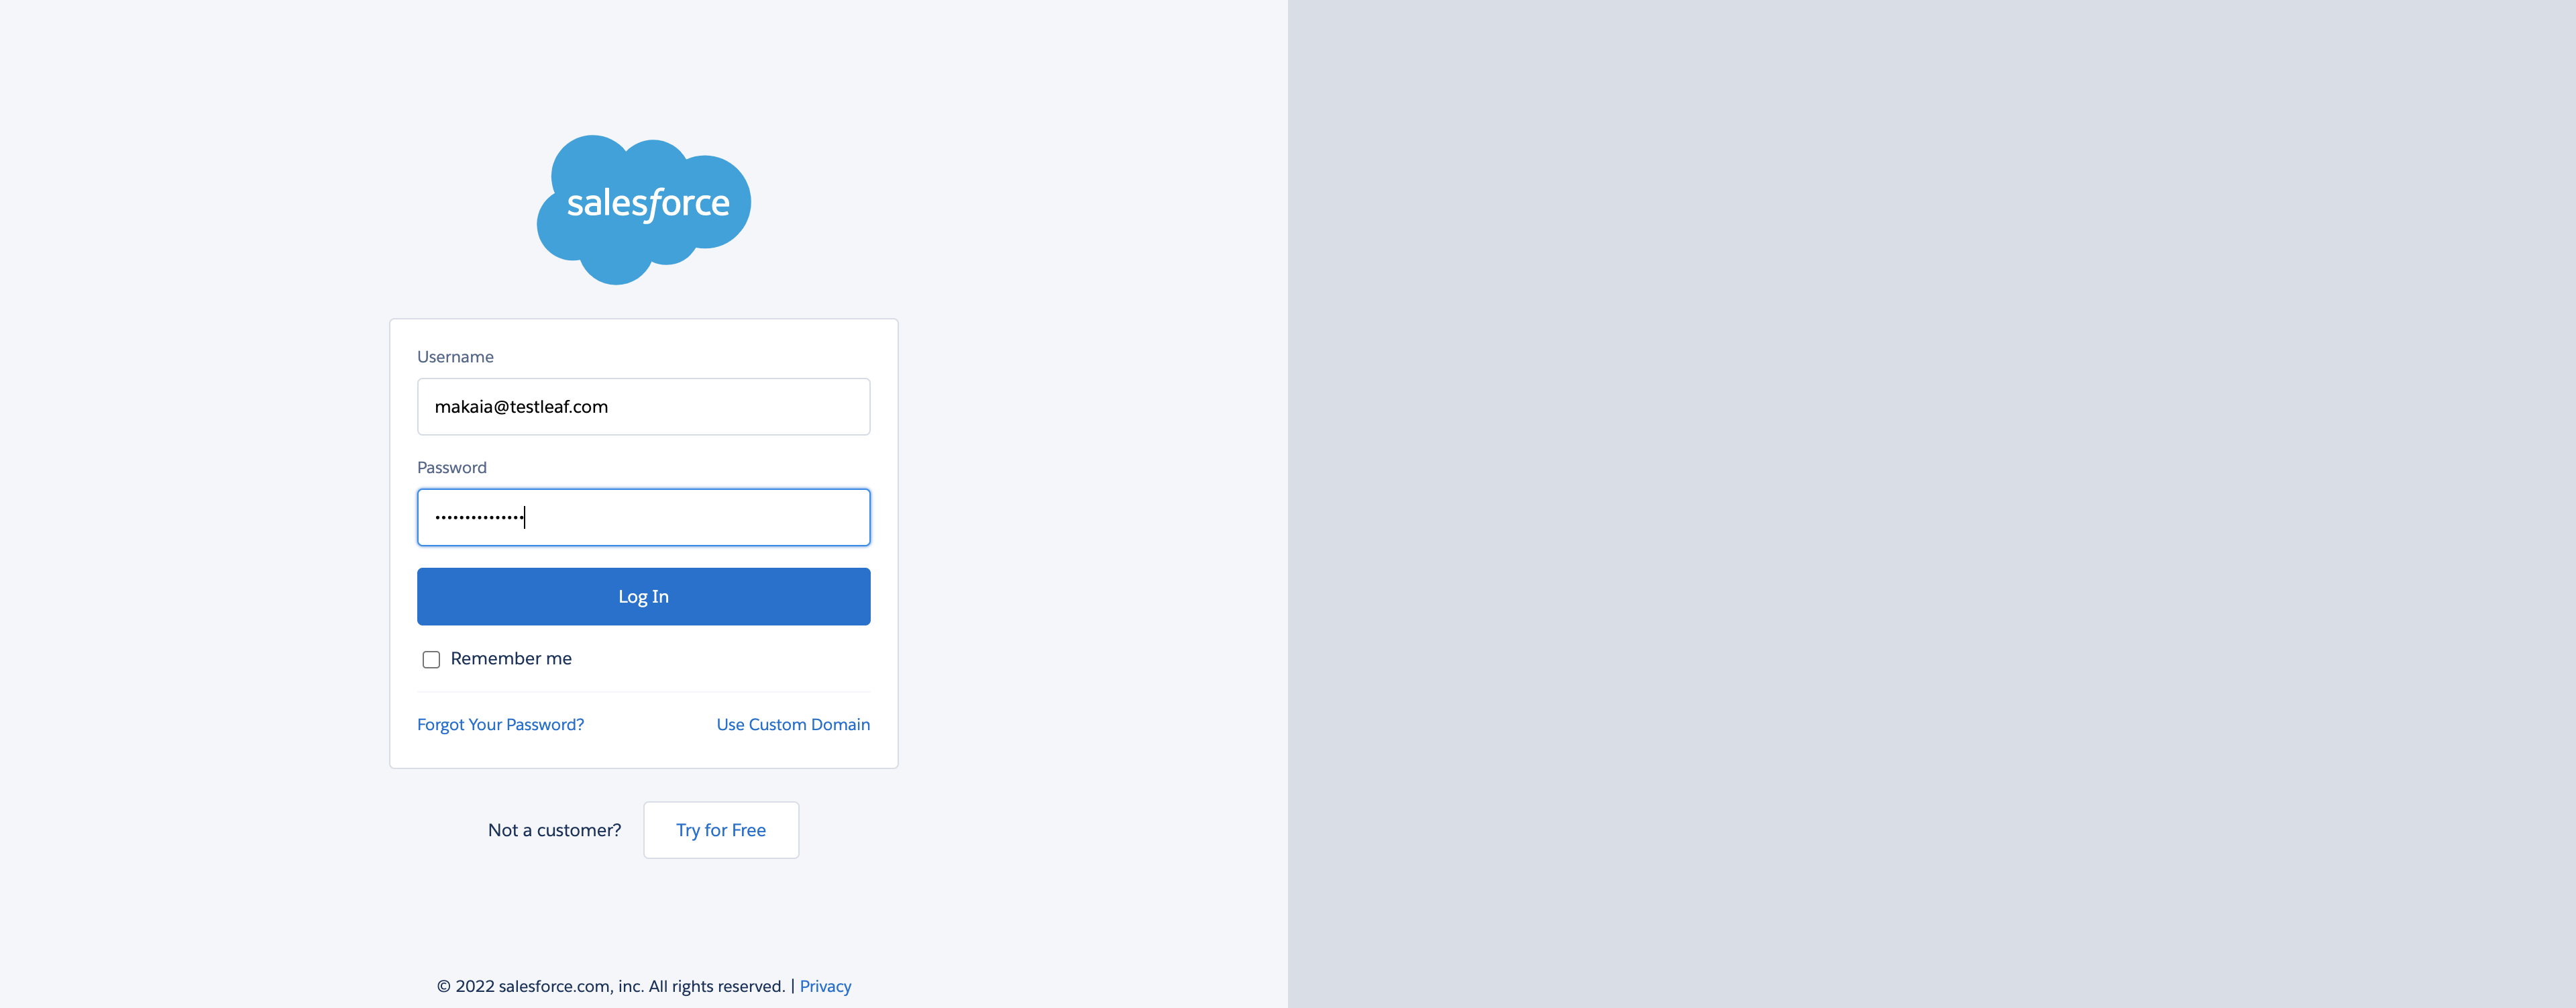 salesforce
Username
makaia@testleaf.com
Password
•••••••••••••••
Log In
Remember me
Forgot Your Password? Use Custom Domain
Not a customer? Try for Free
© 2022 salesforce.com, inc. All rights reserved. | Privacy